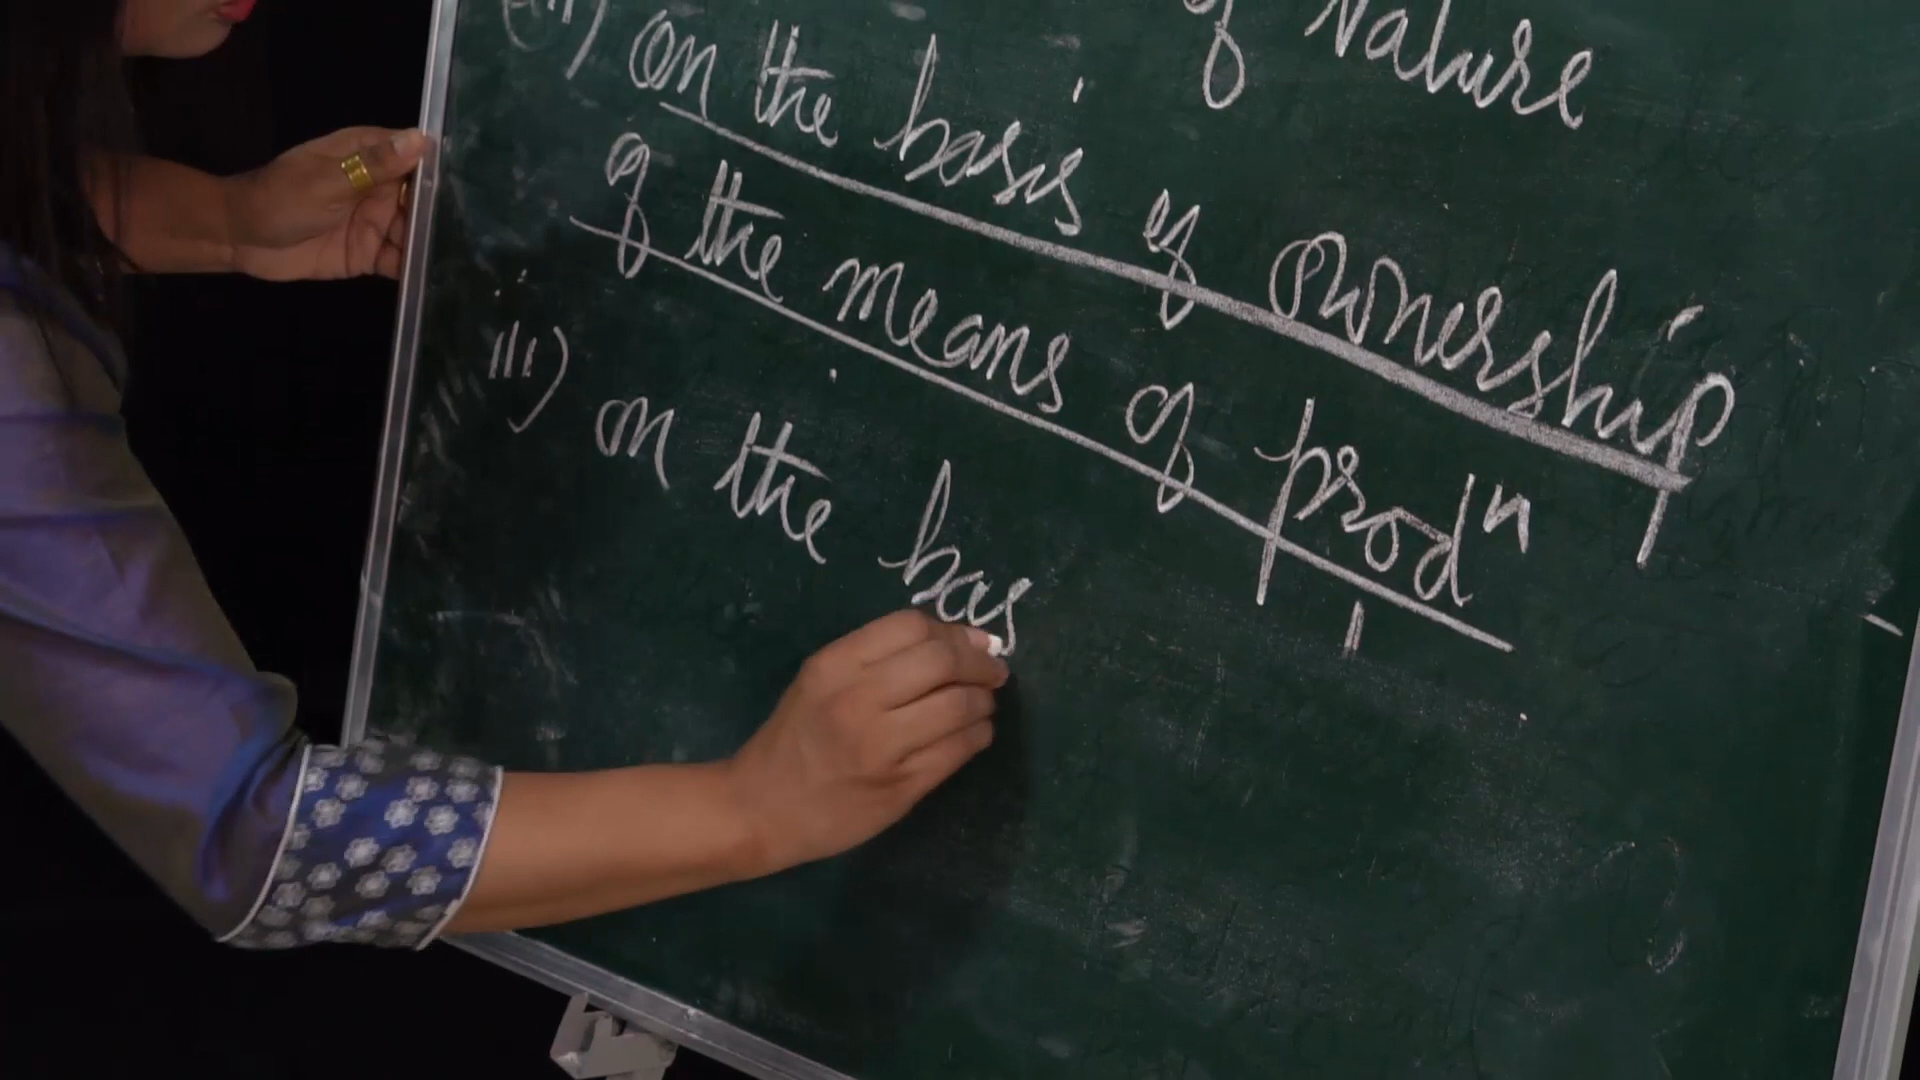 of Nature
ii) on the basis of ownership
of the means of prodⁿ
iii) on the bas